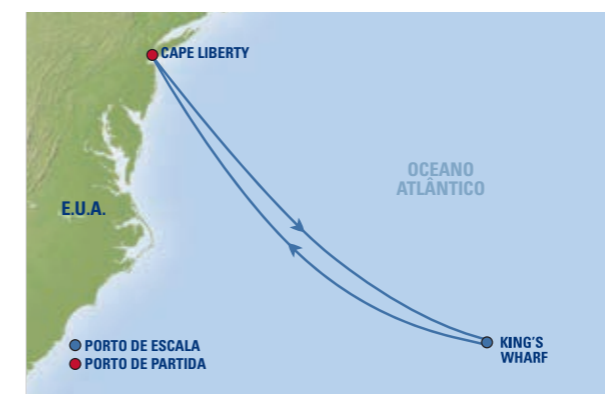 CAPE LIBERTY
OCEANO
ATLÂNTICO
E.U.A.
PORTO DE ESCALA
PORTO DE PARTIDA
KING'S
WHARF